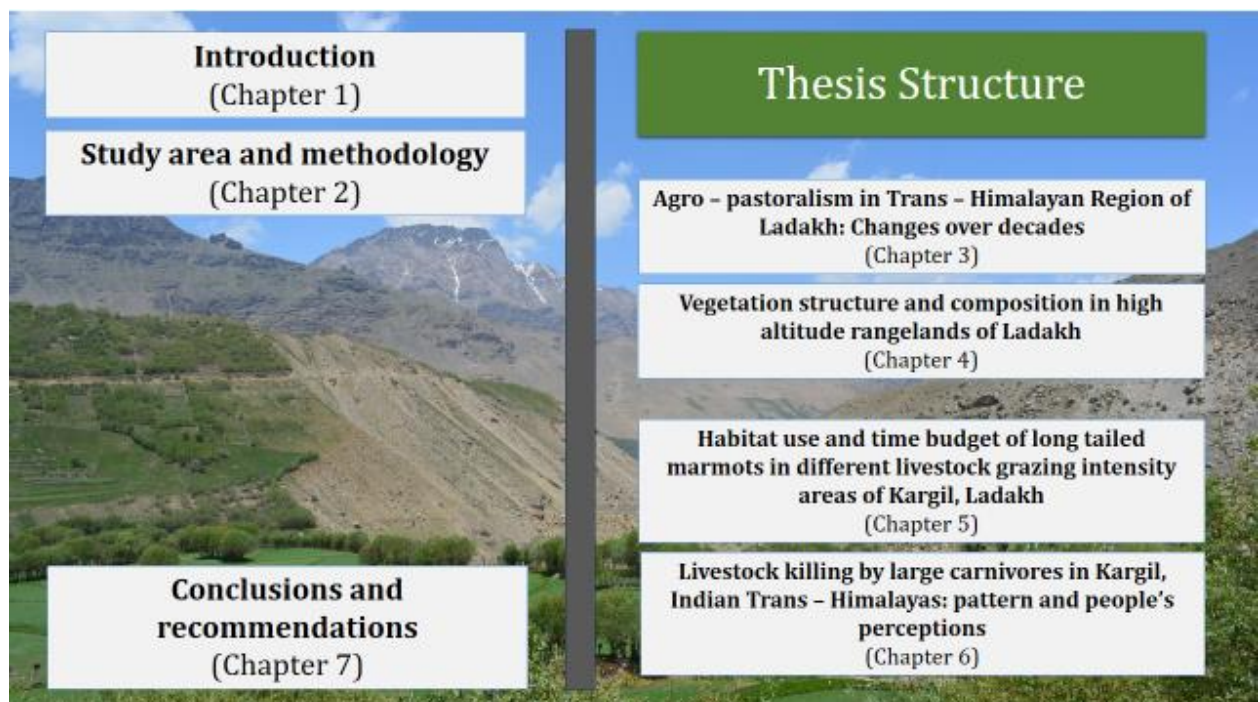 Introduction
(Chapter 1)
Study area and methodology
(Chapter 2)
Conclusions and
recommendations
(Chapter 7)
Thesis Structure
Agro – pastoralism in Trans – Himalayan Region of
Ladakh: Changes over decades
(Chapter 3)
Vegetation structure and composition in high
altitude rangelands of Ladakh
(Chapter 4)
Habitat use and time budget of long tailed
marmots in different livestock grazing intensity
areas of Kargil, Ladakh
(Chapter 5)
Livestock killing by large carnivores in Kargil,
Indian Trans – Himalayas: pattern and people's
perceptions
(Chapter 6)